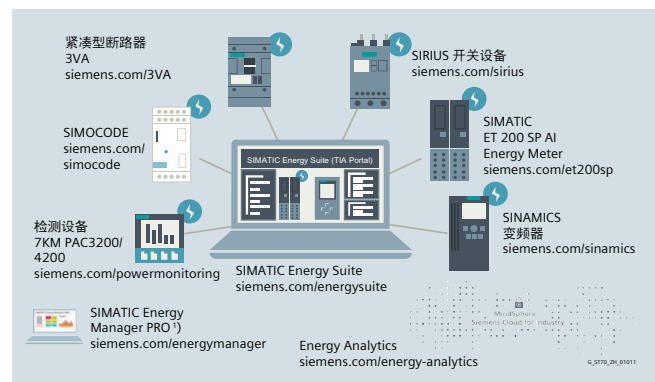 紧凑型断路器
3VA
siemens.com/3VA
SIRIUS 开关设备
siemens.com/sirius
SIMOCODE
siemens.com/
simocode
SIMATIC
ET 200 SP AI
Energy Meter
siemens.com/et200sp
SIMATIC Energy Suite (TIA Portal)
检测设备
7KM PAC3200/
4200
siemens.com/powermonitoring
SINAMICS
变频器
siemens.com/sinamics
SIMATIC Energy Suite
siemens.com/energysuite
SIMATIC Energy
Manager PRO ¹)
siemens.com/energymanager
MindSphere
Siemens Cloud for Industry
Energy Analytics
siemens.com/energy-analytics
G_ST70_ZH_01011